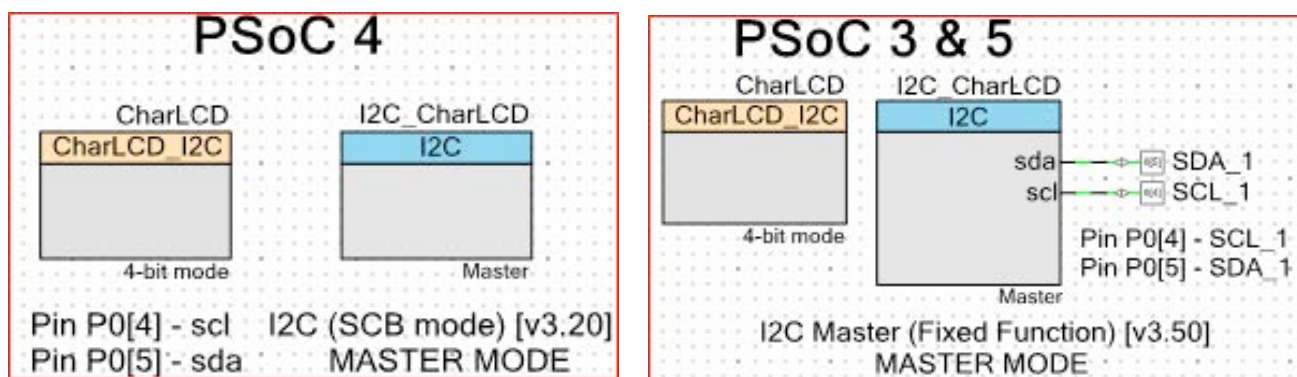 PSoC 4
CharLCD
I2C_CharLCD
CharLCD_I2C
I2C
4-bit mode
Master
Pin P0[4] - scl
I2C (SCB mode) [v3.20]
Pin P0[5] - sda
MASTER MODE
PSoC 3 & 5
CharLCD
I2C_CharLCD
CharLCD_I2C
I2C
sda
SDA_1
scl
SCL_1
4-bit mode
Pin P0[4] - SCL_1
Pin P0[5] - SDA_1
Master
I2C Master (Fixed Function) [v3.50]
MASTER MODE